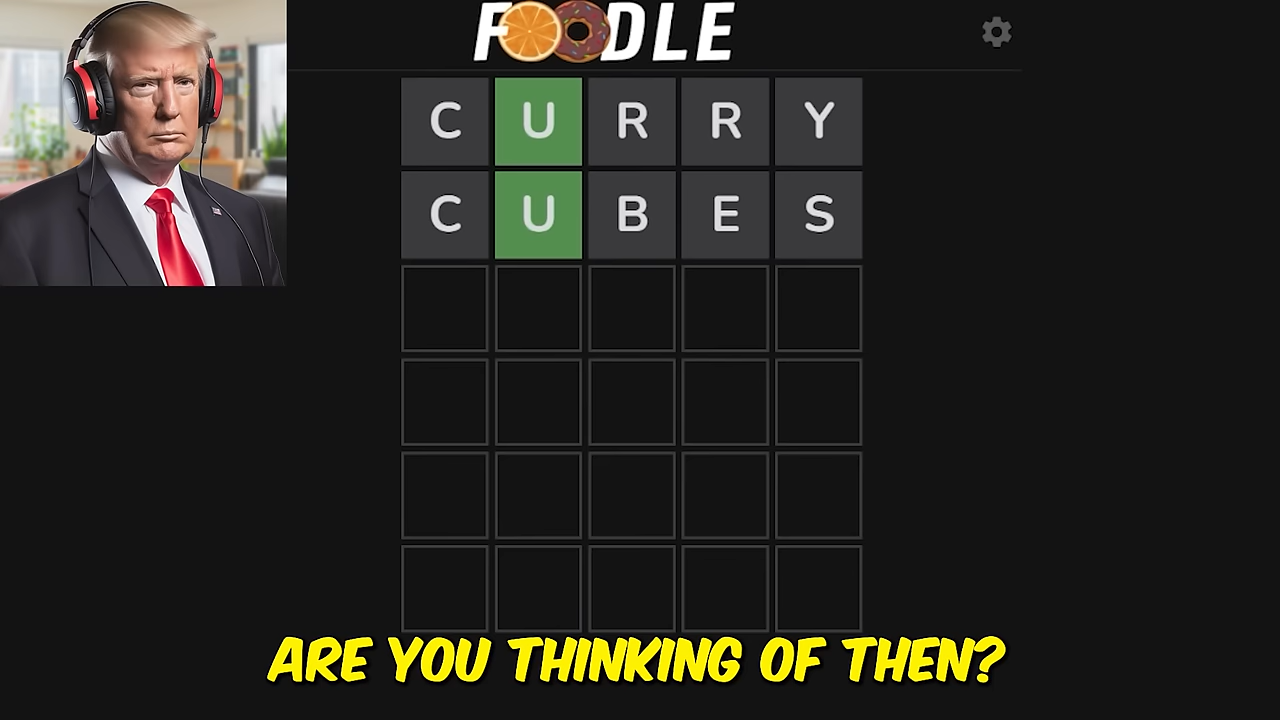 FOODLE
C U R R Y
C U B E S
ARE YOU THINKING OF THEN?